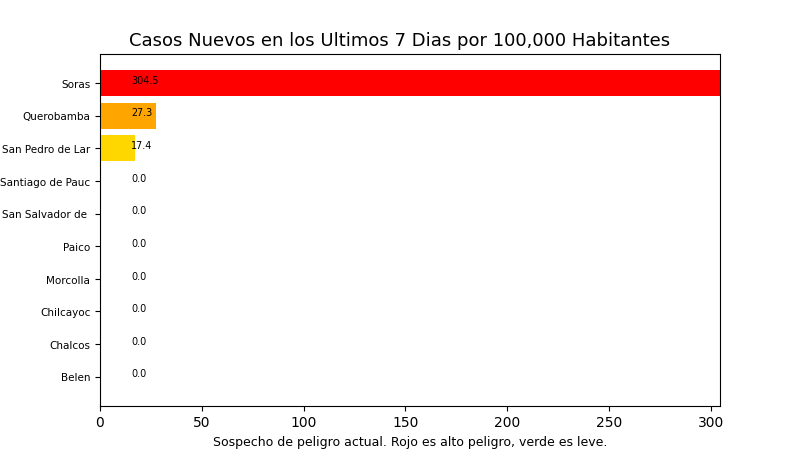 Casos Nuevos en los Ultimos 7 Dias por 100,000 Habitantes
Soras 304.5
Querobamba 27.3
San Pedro de Lar 17.4
Santiago de Pauc 0.0
San Salvador de 0.0
Paico 0.0
Morcolla 0.0
Chilcayoc 0.0
Chalcos 0.0
Belen 0.0
0 50 100 150 200 250 300
Sospecho de peligro actual. Rojo es alto peligro, verde es leve.